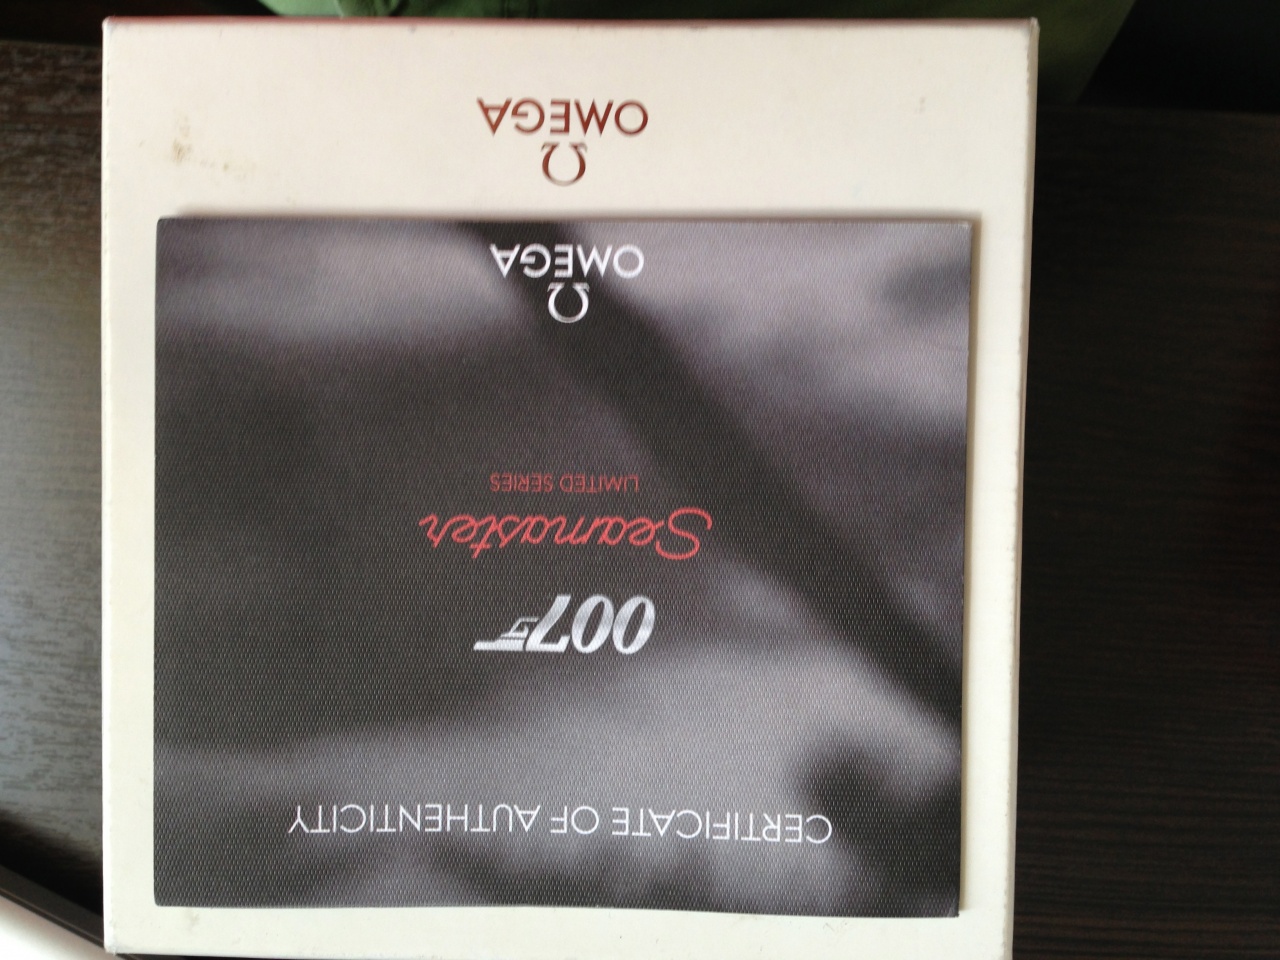 CERTIFICATE OF AUTHENTICITY
007
Seamaster
LIMITED SERIES
Ω
OMEGA
Ω
OMEGA